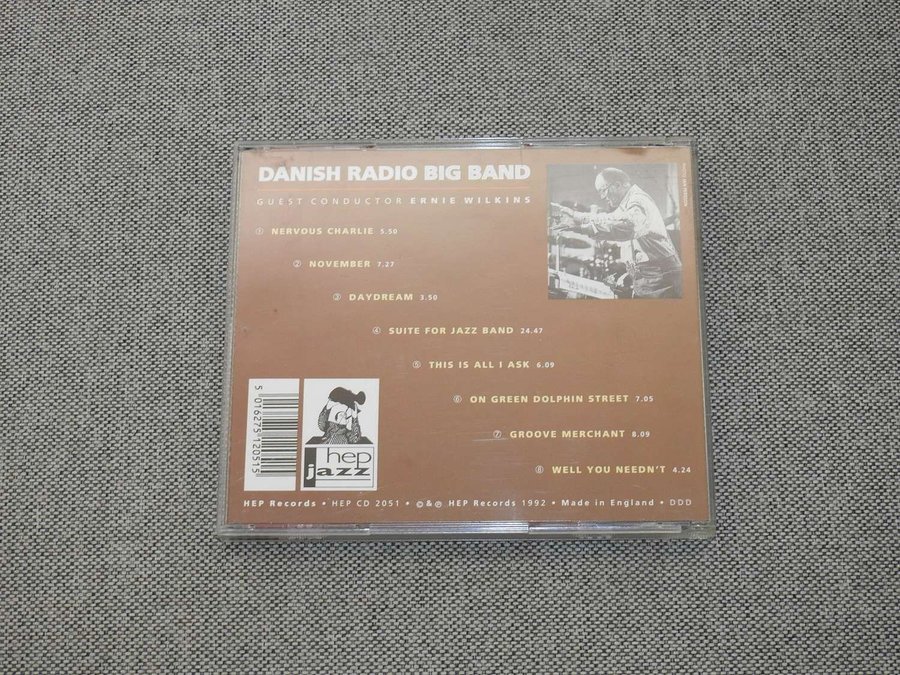 DANISH RADIO BIG BAND
GUEST CONDUCTOR ERNIE WILKINS
① NERVOUS CHARLIE 5.50
② NOVEMBER 7.27
③ DAYDREAM 3.50
④ SUITE FOR JAZZ BAND 24.47
⑤ THIS IS ALL I ASK 6.09
⑥ ON GREEN DOLPHIN STREET 7.05
⑦ GROOVE MERCHANT 8.09
⑧ WELL YOU NEEDN'T 4.24
5 016275 120515
hep
jazz
HEP Records • HEP CD 2051 • © & ℗ HEP Records 1992 • Made in England • DDD